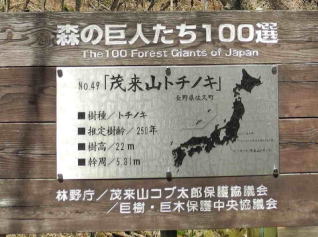 森の巨人たち100選
The 100 Forest Giants of Japan
No.49「茂来山トチノキ」
長野県佐久町
■樹種/トチノキ
■推定樹齢/250年
■樹高/22m
■幹周/5.81m
林野庁/茂来山コブ太郎保護協議会
/巨樹・巨木保護中央協議会